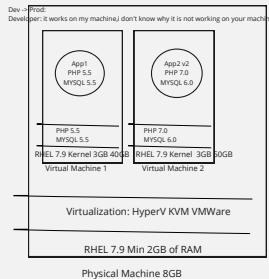 Dev -> Prod:
Developer: it works on my machine,i don't know why it is not working on your machin
App1
PHP 5.5
MYSQL 5.5
App2 v2
PHP 7.0
MYSQL 6.0
PHP 5.5
MYSQL 5.5
PHP 7.0
MYSQL 6.0
RHEL 7.9 Kernel 3GB 40GB
RHEL 7.9 Kernel 3GB 60GB
Virtual Machine 1
Virtual Machine 2
Virtualization: HyperV KVM VMWare
RHEL 7.9 Min 2GB of RAM
Physical Machine 8GB